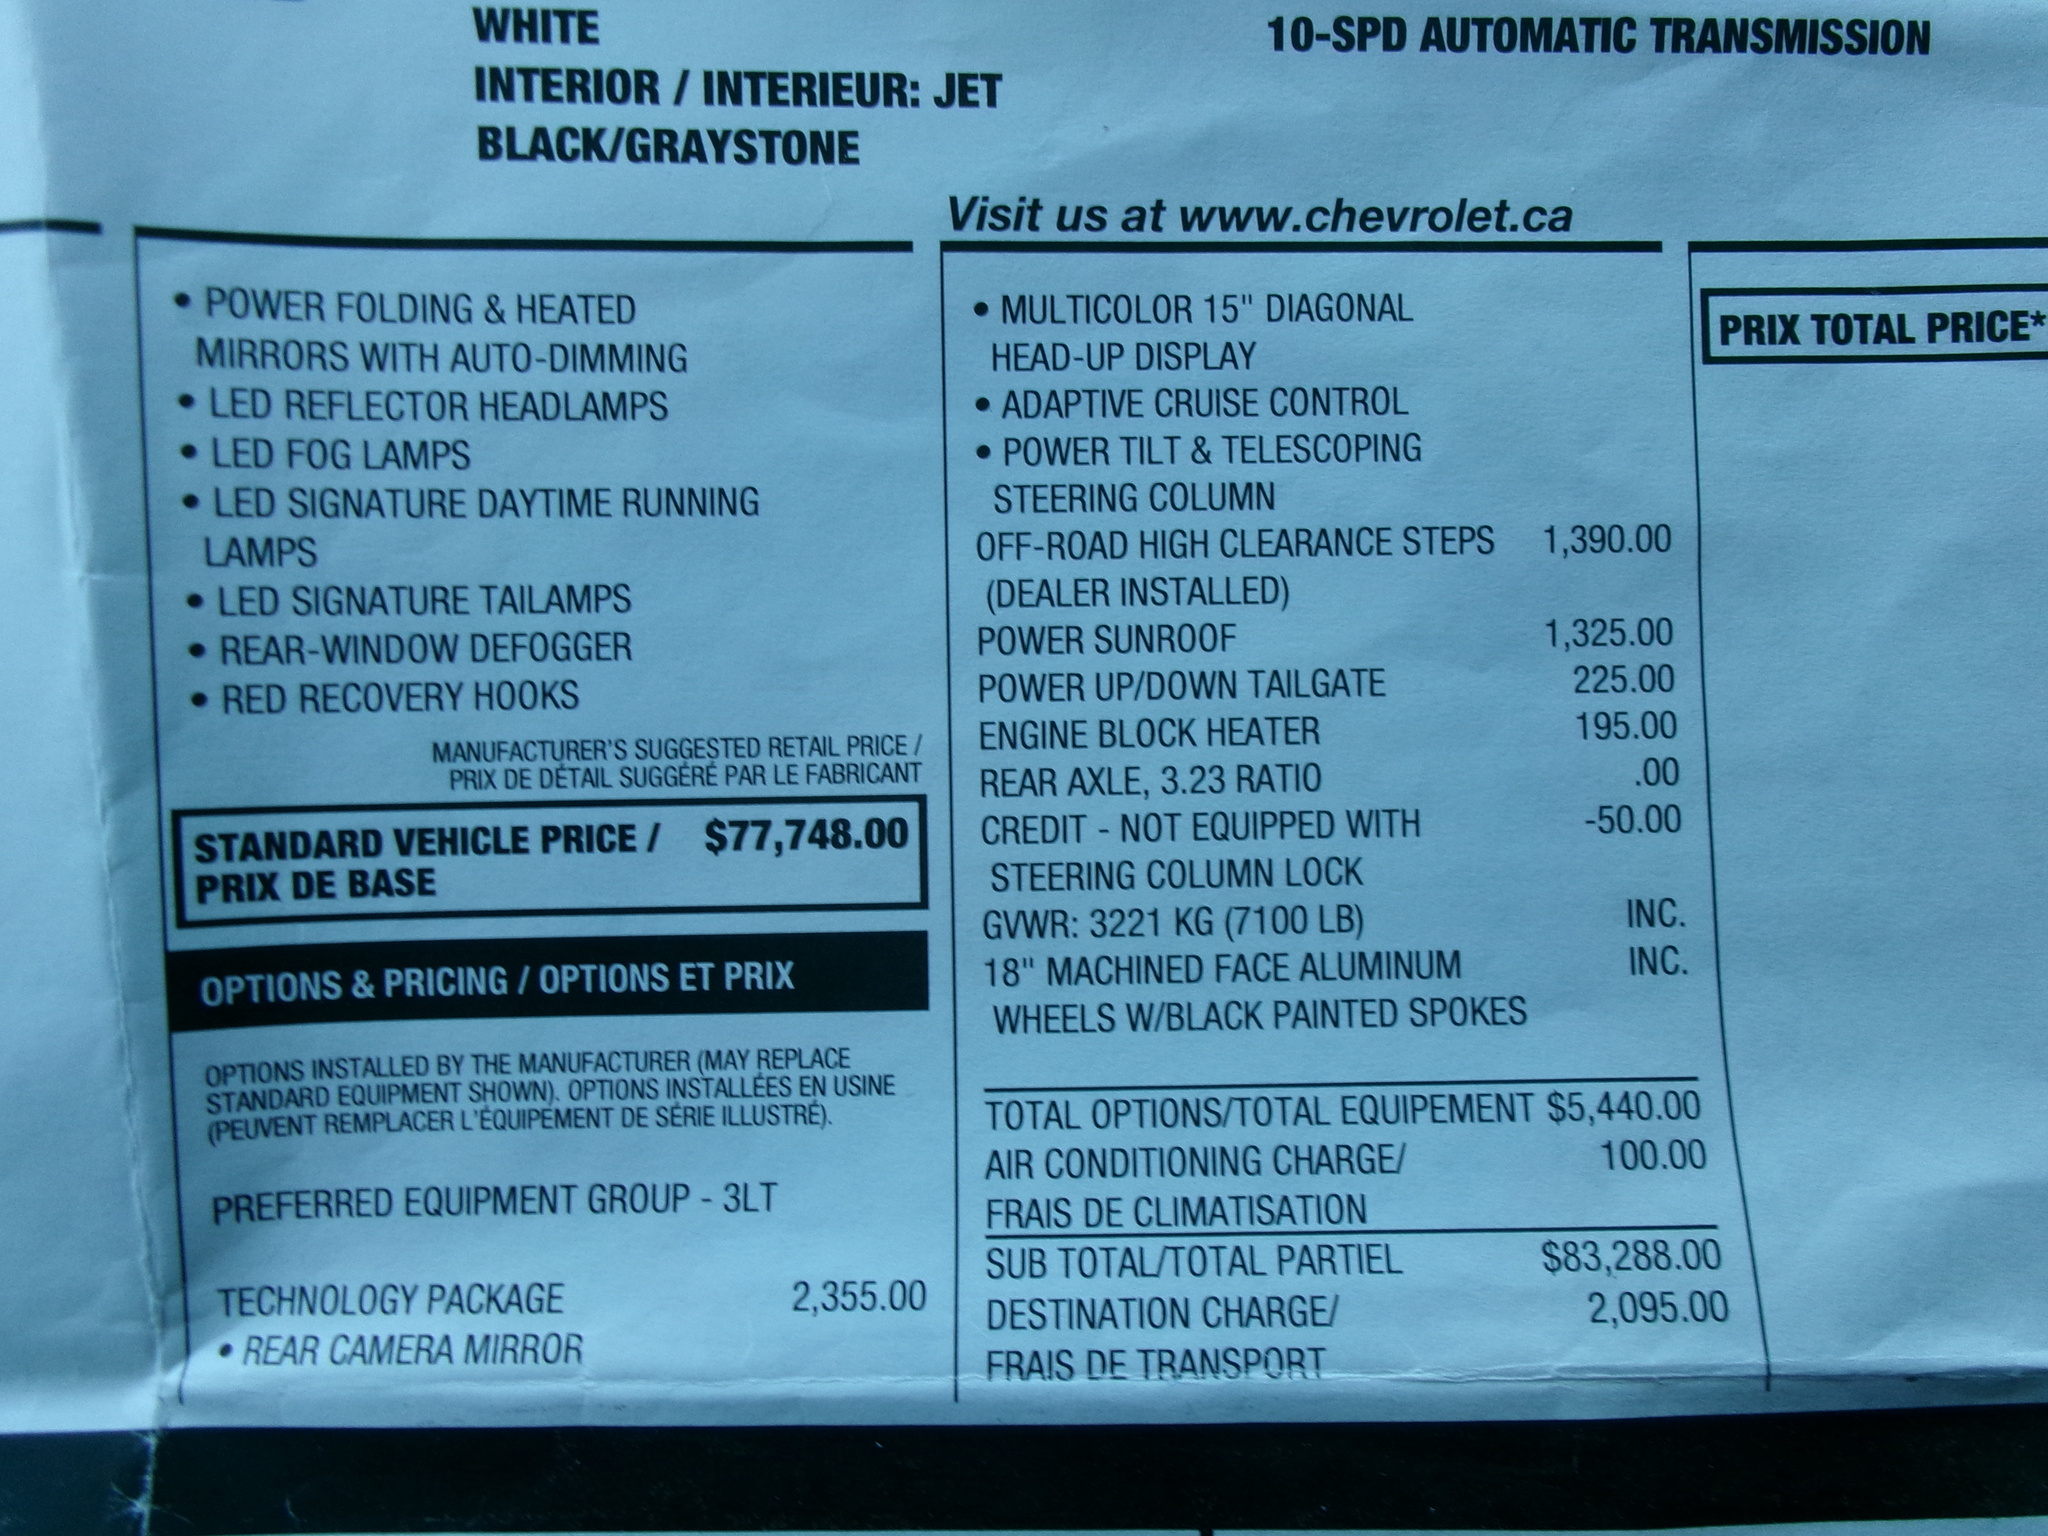 WHITE
INTERIOR / INTERIEUR: JET
BLACK/GRAYSTONE
10-SPD AUTOMATIC TRANSMISSION
Visit us at www.chevrolet.ca
• POWER FOLDING & HEATED
MIRRORS WITH AUTO-DIMMING
• LED REFLECTOR HEADLAMPS
• LED FOG LAMPS
• LED SIGNATURE DAYTIME RUNNING
LAMPS
• LED SIGNATURE TAILAMPS
• REAR-WINDOW DEFOGGER
• RED RECOVERY HOOKS
MANUFACTURER'S SUGGESTED RETAIL PRICE /
PRIX DE DÉTAIL SUGGÉRÉ PAR LE FABRICANT
STANDARD VEHICLE PRICE / $77,748.00
PRIX DE BASE
OPTIONS & PRICING / OPTIONS ET PRIX
OPTIONS INSTALLED BY THE MANUFACTURER (MAY REPLACE
STANDARD EQUIPMENT SHOWN). OPTIONS INSTALLÉES EN USINE
(PEUVENT REMPLACER L'ÉQUIPEMENT DE SÉRIE ILLUSTRÉ).
PREFERRED EQUIPMENT GROUP - 3LT
TECHNOLOGY PACKAGE 2,355.00
• REAR CAMERA MIRROR
• MULTICOLOR 15" DIAGONAL
HEAD-UP DISPLAY
• ADAPTIVE CRUISE CONTROL
• POWER TILT & TELESCOPING
STEERING COLUMN
OFF-ROAD HIGH CLEARANCE STEPS 1,390.00
(DEALER INSTALLED)
POWER SUNROOF 1,325.00
POWER UP/DOWN TAILGATE 225.00
ENGINE BLOCK HEATER 195.00
REAR AXLE, 3.23 RATIO .00
CREDIT - NOT EQUIPPED WITH -50.00
STEERING COLUMN LOCK
GVWR: 3221 KG (7100 LB) INC.
18" MACHINED FACE ALUMINUM INC.
WHEELS W/BLACK PAINTED SPOKES
TOTAL OPTIONS/TOTAL EQUIPEMENT $5,440.00
AIR CONDITIONING CHARGE/ 100.00
FRAIS DE CLIMATISATION
SUB TOTAL/TOTAL PARTIEL $83,288.00
DESTINATION CHARGE/ 2,095.00
FRAIS DE TRANSPORT
PRIX TOTAL PRICE*